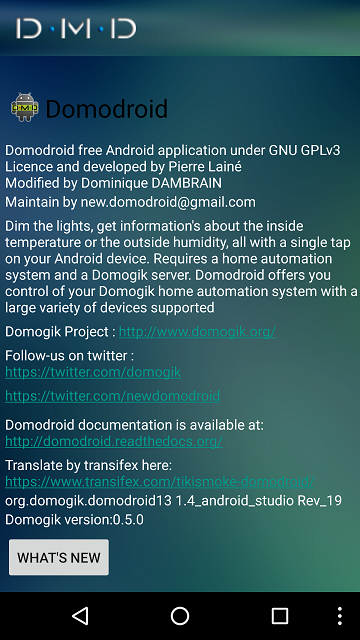 D·M·D
Domodroid
Domodroid free Android application under GNU GPLv3
Licence and developed by Pierre Lainé
Modified by Dominique DAMBRAIN
Maintain by new.domodroid@gmail.com
Dim the lights, get information's about the inside
temperature or the outside humidity, all with a single tap
on your Android device. Requires a home automation
system and a Domogik server. Domodroid offers you
control of your Domogik home automation system with a
large variety of devices supported
Domogik Project : http://www.domogik.org/
Follow-us on twitter :
https://twitter.com/domogik
https://twitter.com/newdomodroid
Domodroid documentation is available at:
http://domodroid.readthedocs.org/
Translate by transifex here:
https://www.transifex.com/tikismoke-domodroid/
org.domogik.domodroid13 1.4_android_studio Rev_19
Domogik version:0.5.0
WHAT'S NEW